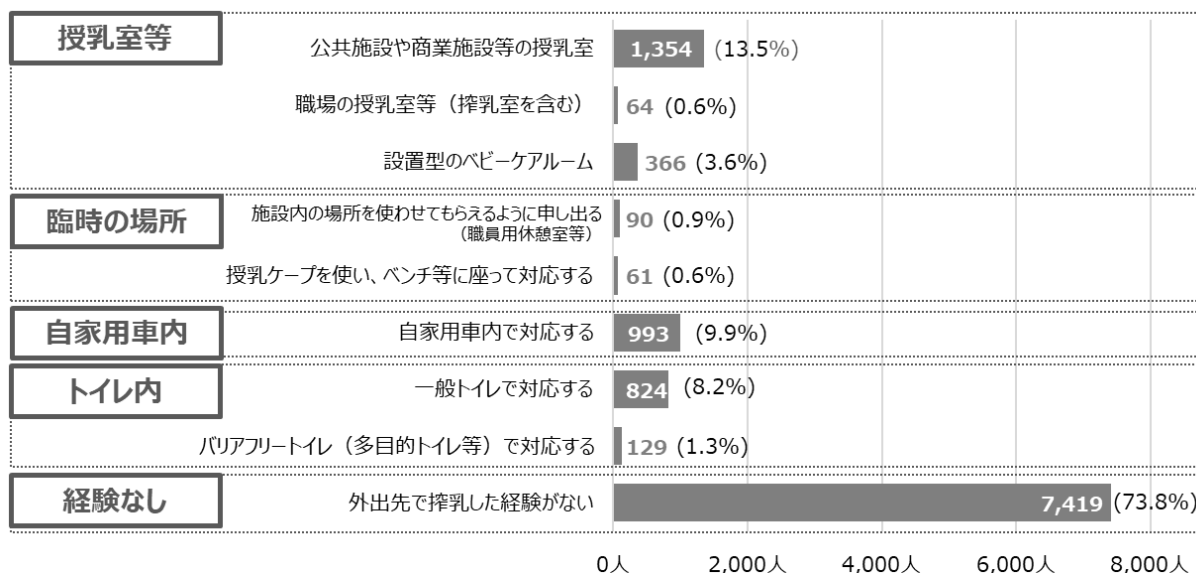 授乳室等
公共施設や商業施設等の授乳室 1,354 (13.5%)
職場の授乳室等（搾乳室を含む） 64 (0.6%)
設置型のベビーケアルーム 366 (3.6%)
臨時の場所
施設内の場所を使わせてもらえるように申し出る
（職員用休憩室等） 90 (0.9%)
授乳ケープを使い、ベンチ等に座って対応する 61 (0.6%)
自家用車内
自家用車内で対応する 993 (9.9%)
トイレ内
一般トイレで対応する 824 (8.2%)
バリアフリートイレ（多目的トイレ等）で対応する 129 (1.3%)
経験なし
外出先で搾乳した経験がない 7,419 (73.8%)
0人 2,000人 4,000人 6,000人 8,000人